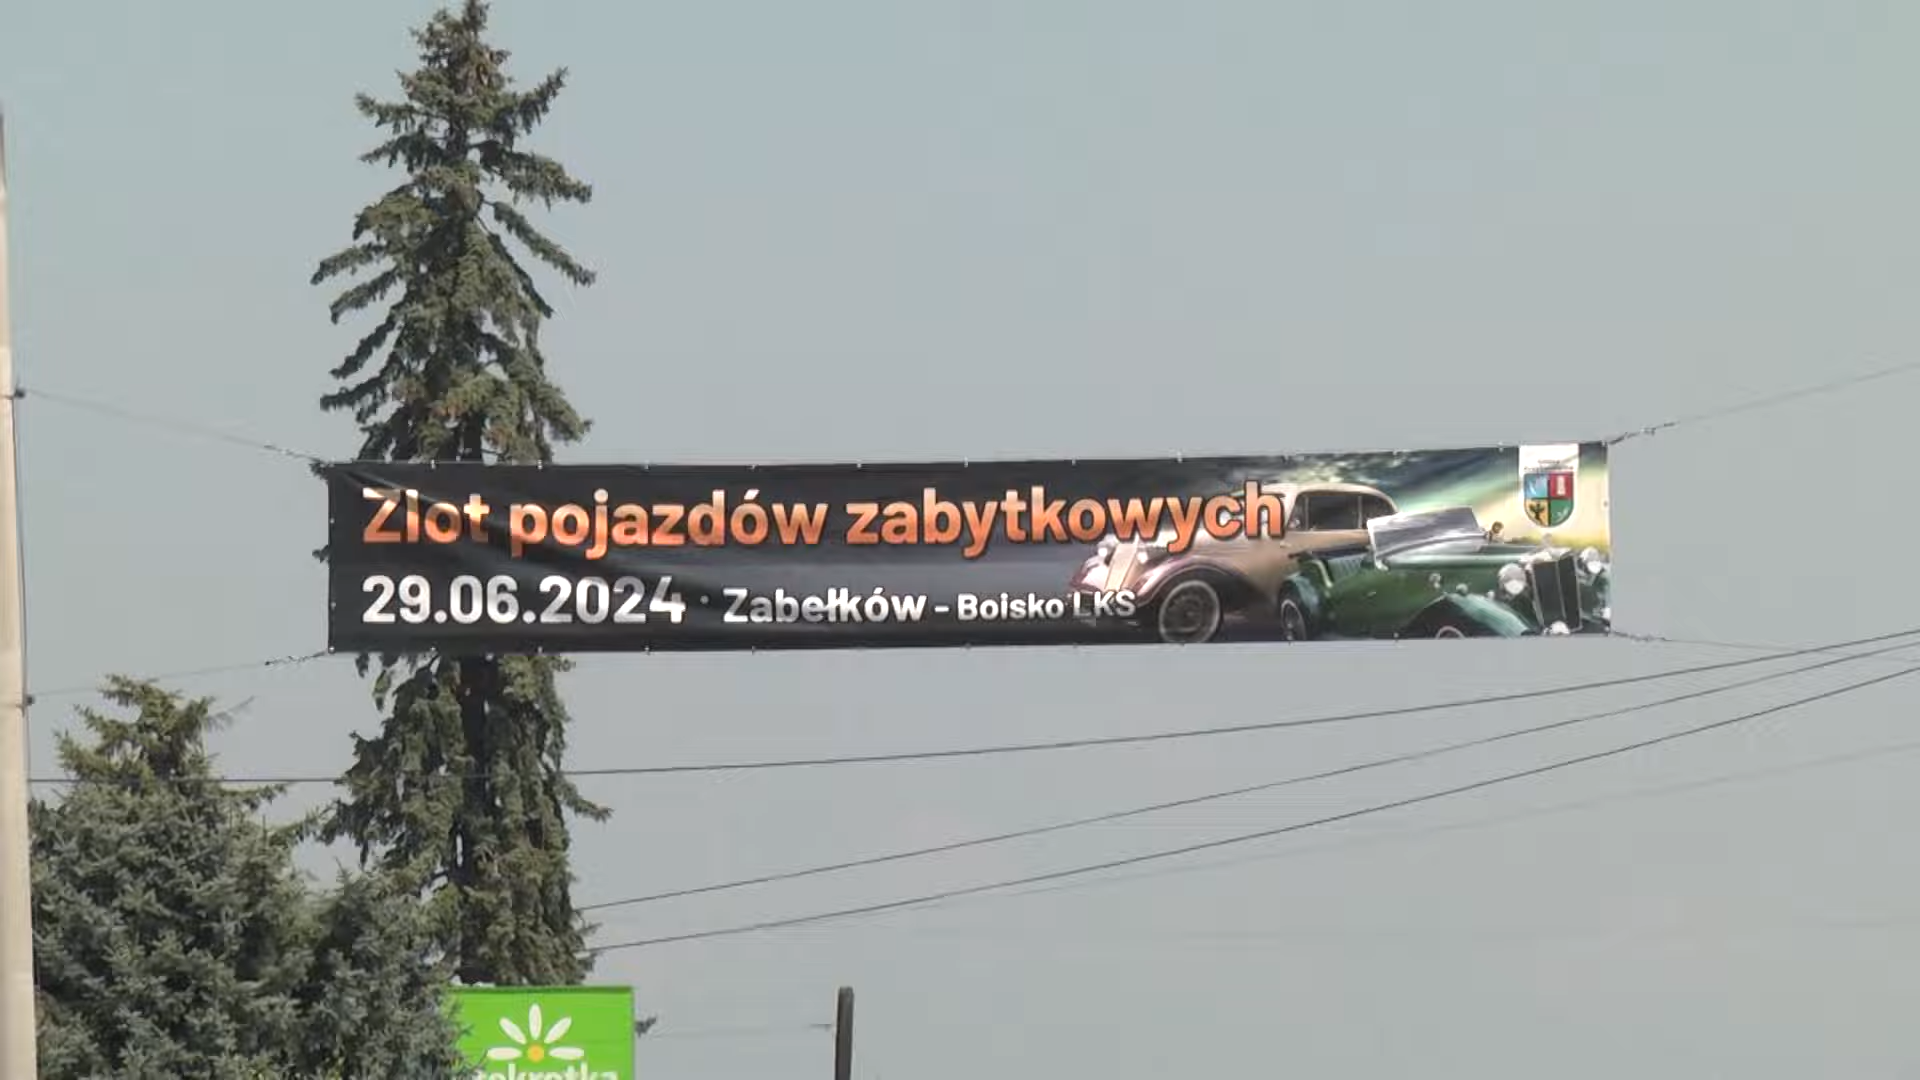 Zlot pojazdów zabytkowych
29.06.2024 · Zabełków - Boisko LKS